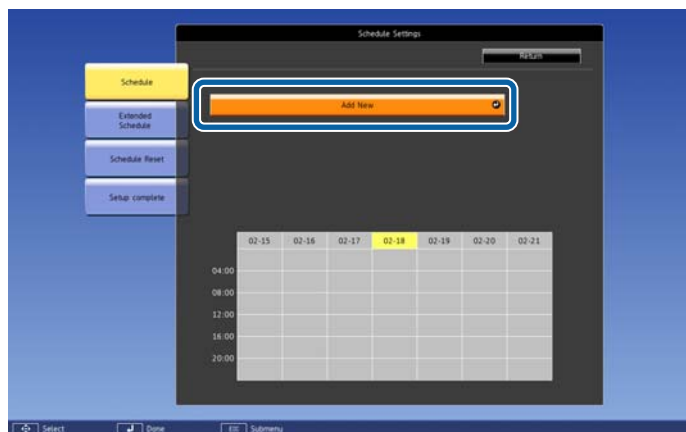 Schedule Settings
Return
Schedule
Add New
Extended
Schedule
Schedule Reset
Setup complete
02-15 02-16 02-17 02-18 02-19 02-20 02-21
04:00
08:00
12:00
16:00
20:00
Select Done Esc Submenu